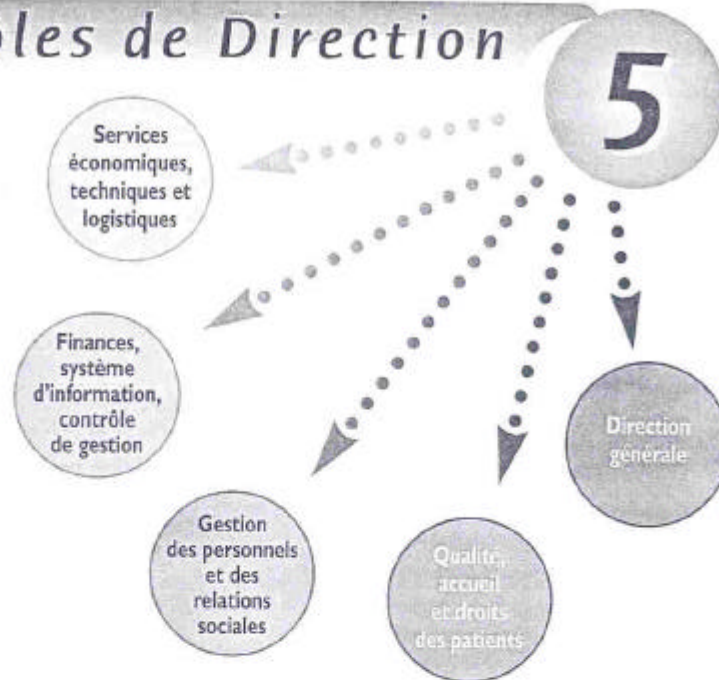 ôles de Direction
5
Services
économiques,
techniques et
logistiques
Finances,
système
d'information,
contrôle
de gestion
Gestion
des personnels
et des
relations
sociales
Qualité,
accueil
et droits
des patients
Direction
générale